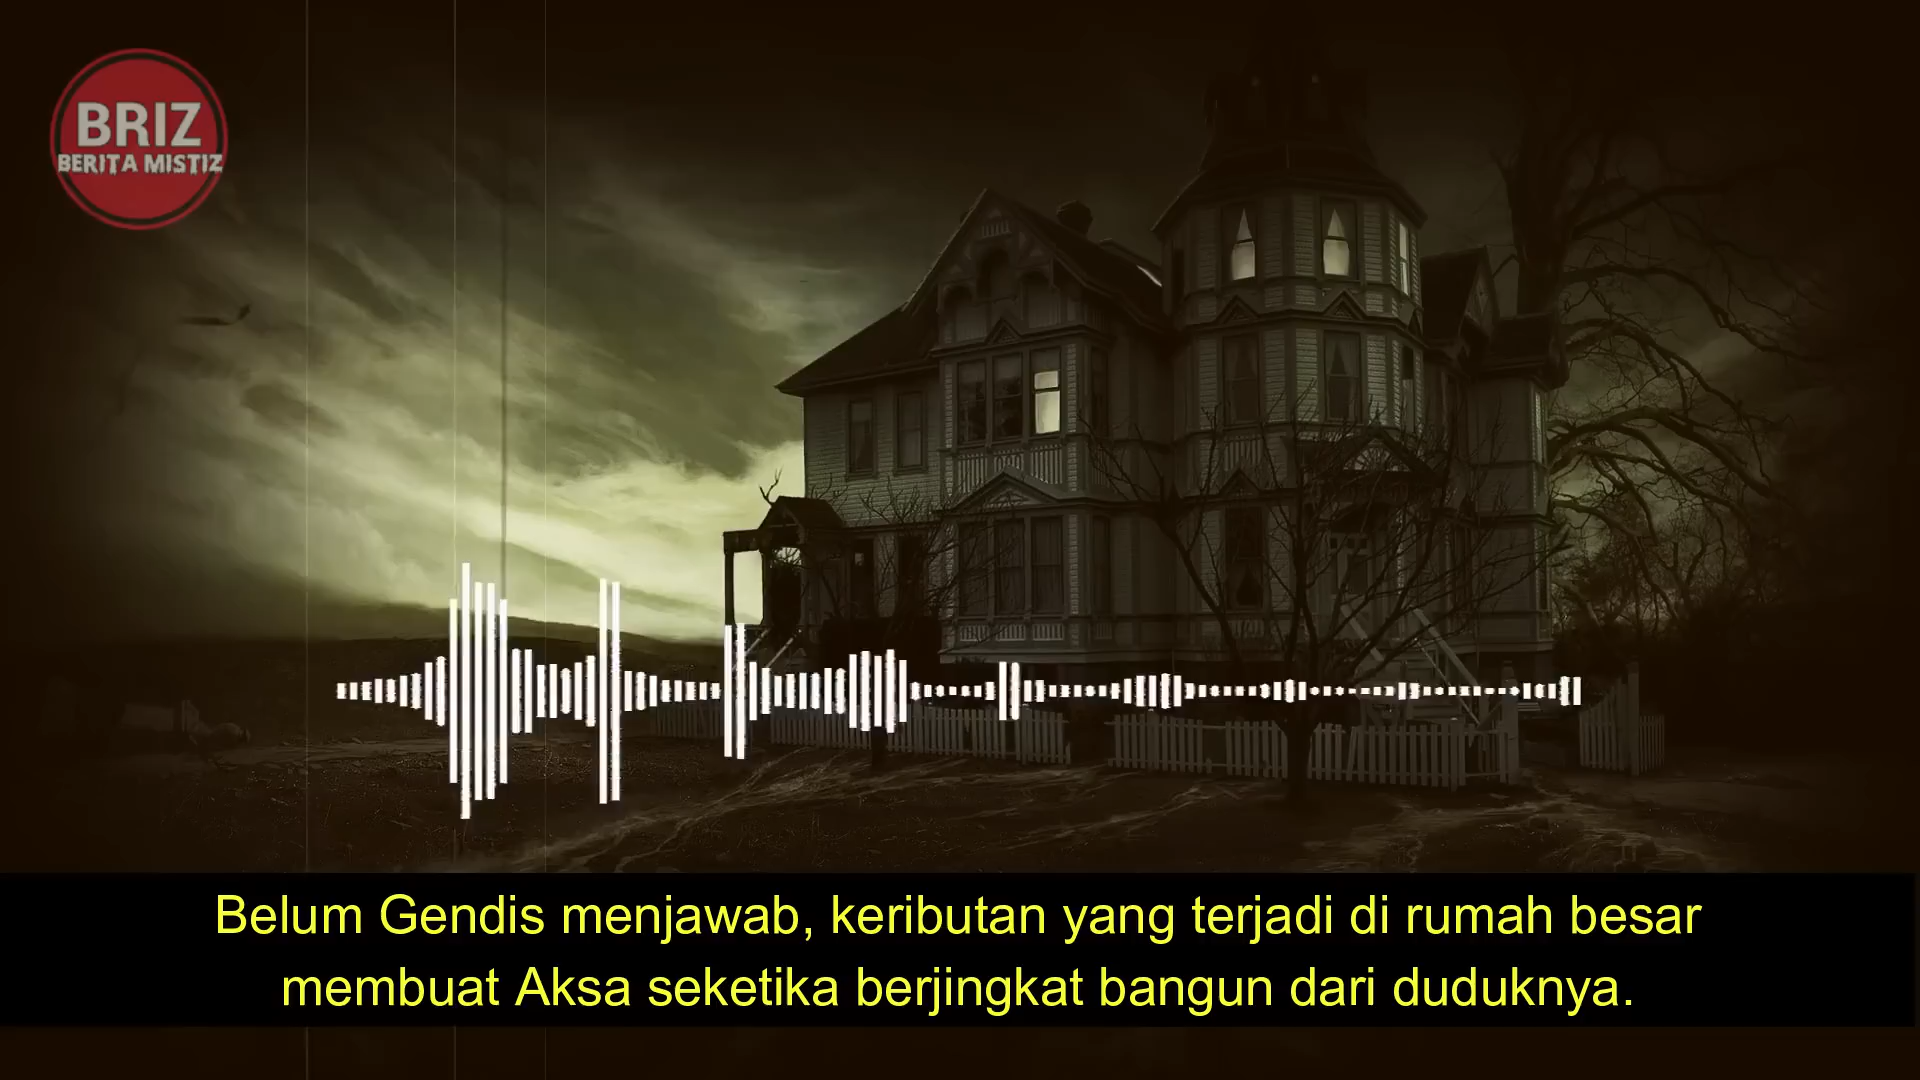 BRIZ
BERITA MISTIZ
Belum Gendis menjawab, keributan yang terjadi di rumah besar
membuat Aksa seketika berjingkat bangun dari duduknya.